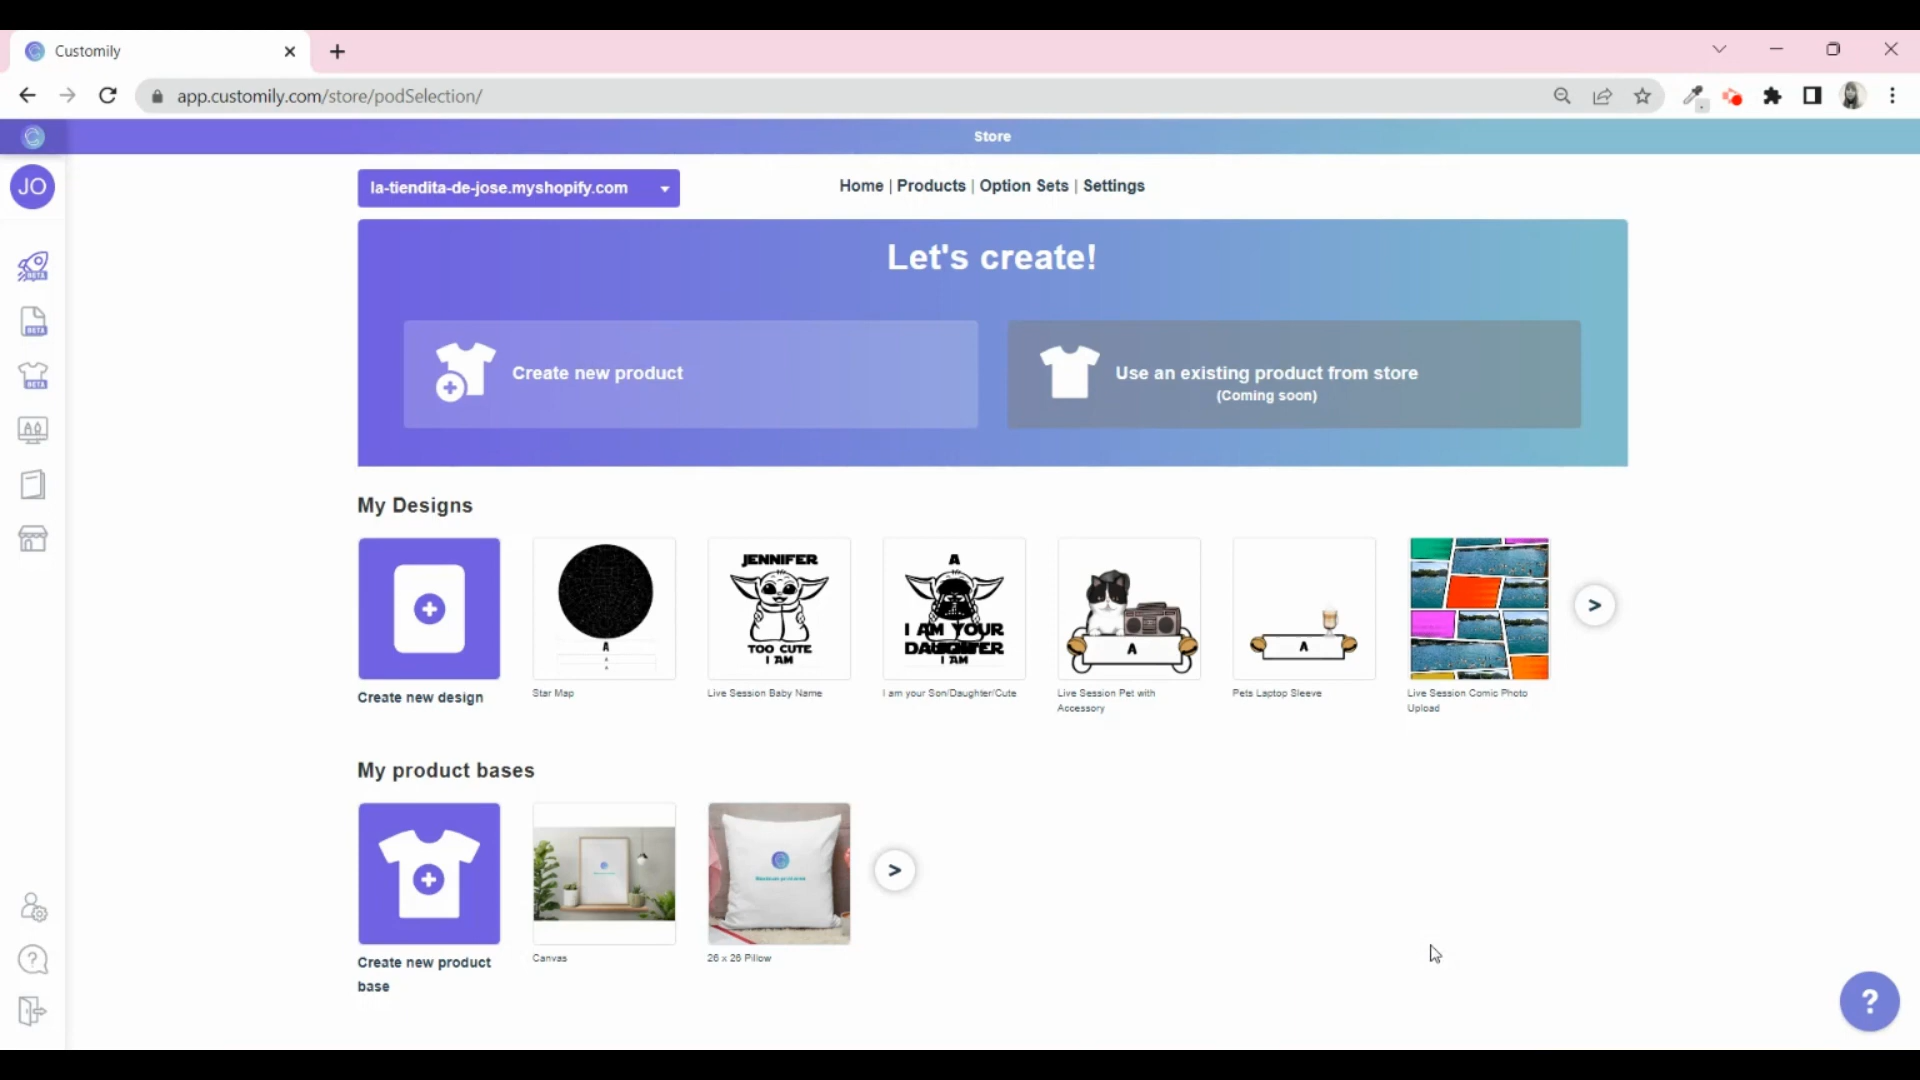 Customily
app.customily.com/store/podSelection/
Store
JO
la-tiendita-de-jose.myshopify.com
Home | Products | Option Sets | Settings
Let's create!
Create new product
Use an existing product from store
(Coming soon)
BETA
BETA
BETA
My Designs
JENNIFER
TOO CUTE
I AM
A
I AM YOUR
I AM
A
A
A
Create new design
Star Map
Live Session Baby Name
I am your Son/Daughter/Cute
Live Session Pet with
Accessory
Pets Laptop Sleeve
Live Session Comic Photo
Upload
My product bases
Create new product
base
Canvas
26 x 26 Pillow
?